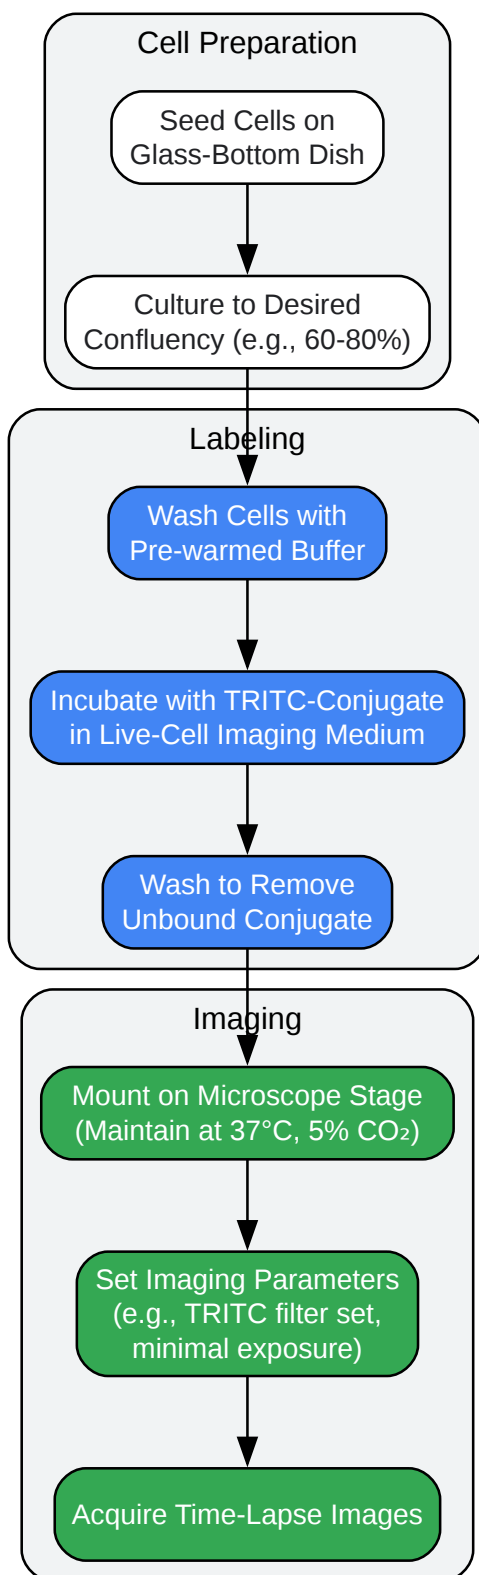 Cell Preparation
Seed Cells on
Glass-Bottom Dish
Culture to Desired
Confluency (e.g., 60-80%)
Labeling
Wash Cells with
Pre-warmed Buffer
Incubate with TRITC-Conjugate
in Live-Cell Imaging Medium
Wash to Remove
Unbound Conjugate
Imaging
Mount on Microscope Stage
(Maintain at 37°C, 5% CO₂)
Set Imaging Parameters
(e.g., TRITC filter set,
minimal exposure)
Acquire Time-Lapse Images